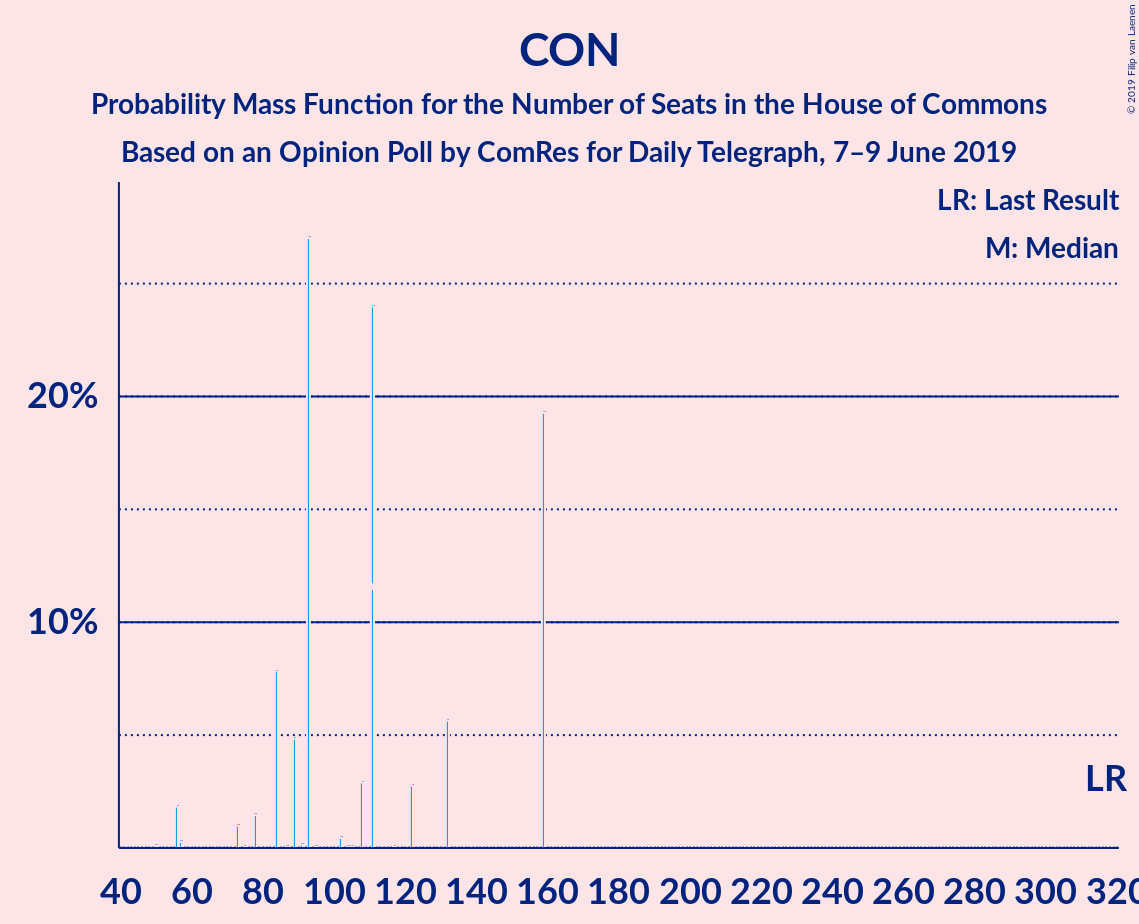 CON
Probability Mass Function for the Number of Seats in the House of Commons
Based on an Opinion Poll by ComRes for Daily Telegraph, 7–9 June 2019
© 2019 Filip van Laenen
LR: Last Result
M: Median
20%
10%
LR
40 60 80 100 120 140 160 180 200 220 240 260 280 300 320